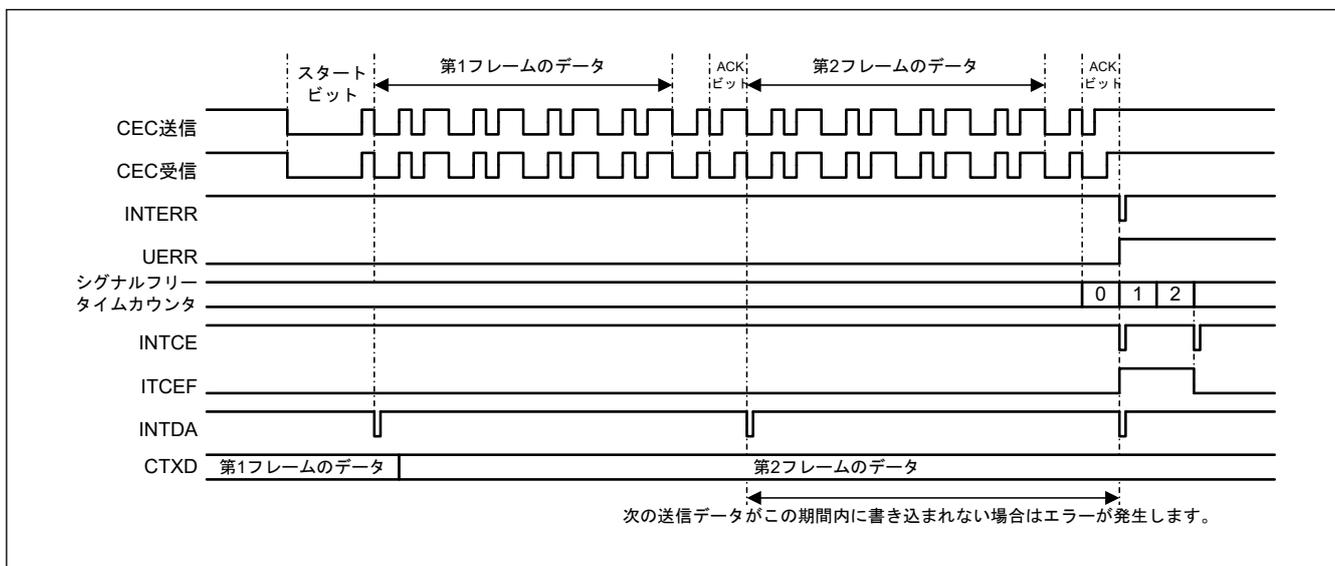 スタート
ビット
第1フレームのデータ
ACK
ビット
第2フレームのデータ
ACK
ビット
CEC送信
CEC受信
INTERR
UERR
シグナルフリー
タイムカウンタ
0 1 2
INTCE
ITCEF
INTDA
CTXD 第1フレームのデータ 第2フレームのデータ
次の送信データがこの期間内に書き込まれない場合はエラーが発生します。